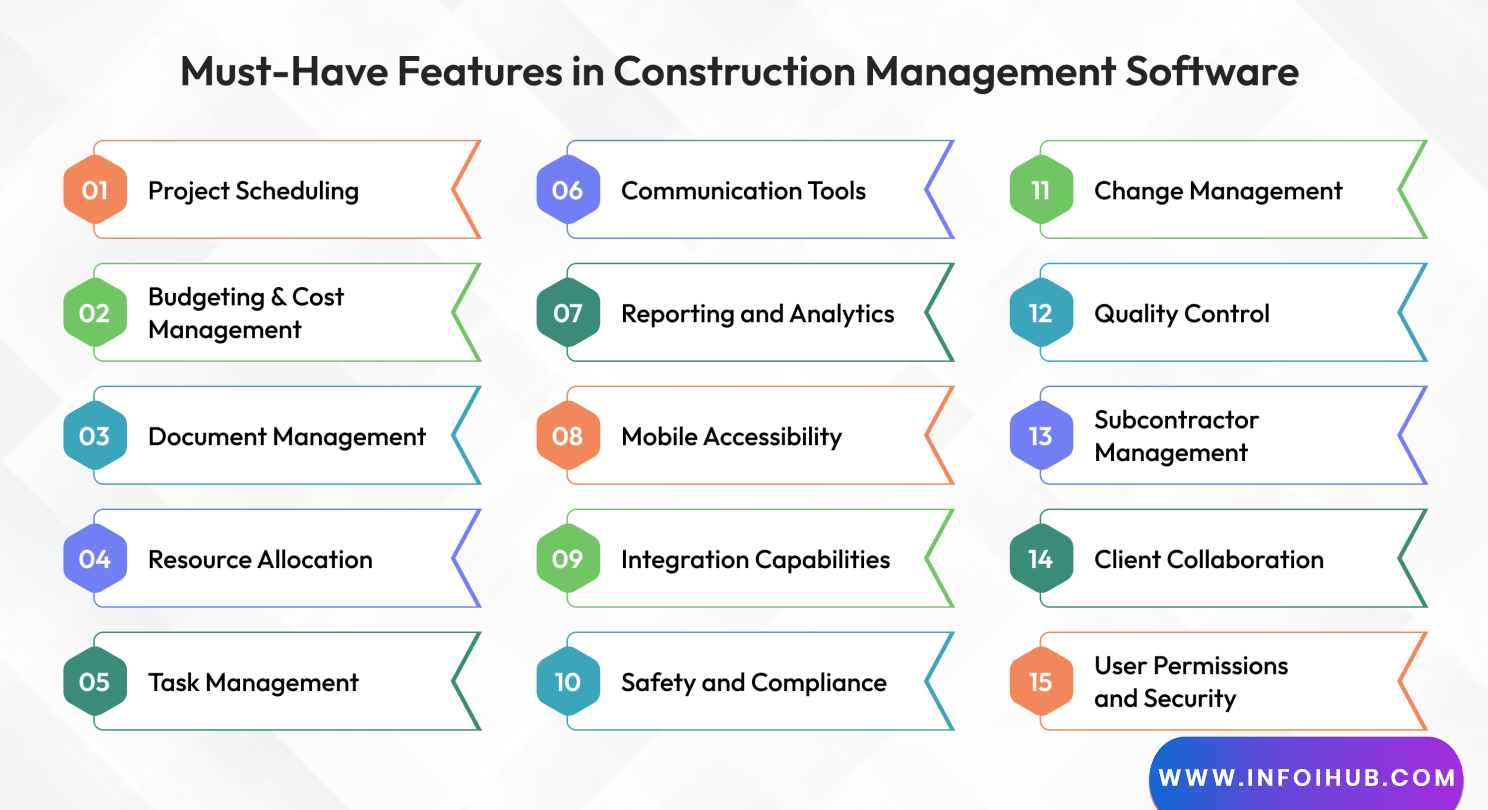 Must-Have Features in Construction Management Software
01
Project Scheduling
02
Budgeting & Cost
Management
03
Document Management
04
Resource Allocation
05
Task Management
06
Communication Tools
07
Reporting and Analytics
08
Mobile Accessibility
09
Integration Capabilities
10
Safety and Compliance
11
Change Management
12
Quality Control
13
Subcontractor
Management
14
Client Collaboration
15
User Permissions
and Security
WWW.INFOIHUB.COM